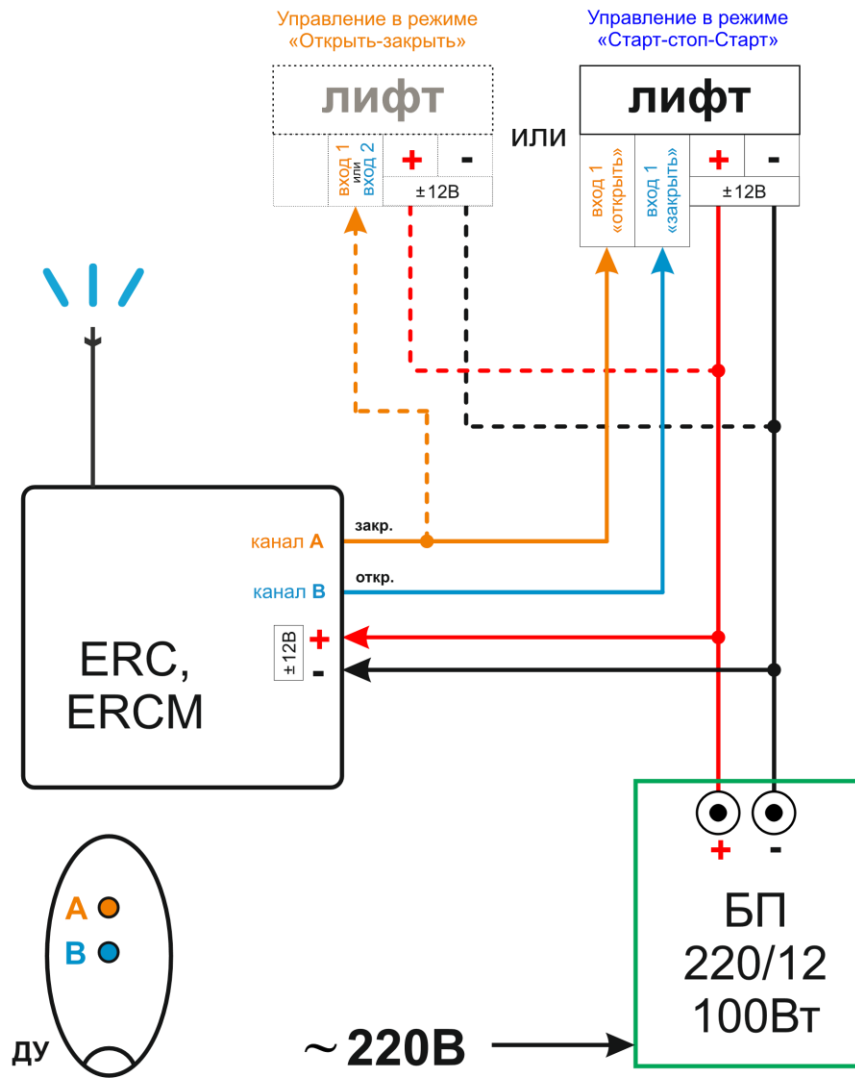 Управление в режиме
«Открыть-закрыть»
Управление в режиме
«Старт-стоп-Старт»
лифт
или
лифт
вход 1
или
вход 2
+ -
±12В
вход 1
«открыть»
вход 1
«закрыть»
+ -
±12В
канал А
закр.
канал В
откр.
±12В
+
-
ERC,
ERCM
+ -
БП
220/12
100Вт
А
В
ДУ
~220В